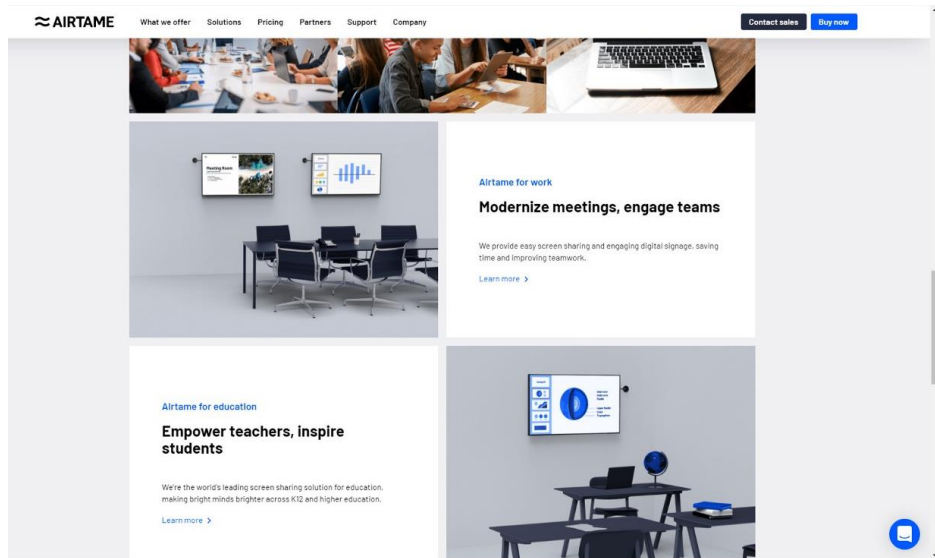 AIRTAME
What we offer Solutions Pricing Partners Support Company
Contact sales Buy now
Meeting Room
Airtame for work
Modernize meetings, engage teams
We provide easy screen sharing and engaging digital signage, saving
time and improving teamwork.
Learn more >
Airtame for education
Empower teachers, inspire
students
We're the world's leading screen sharing solution for education,
making bright minds brighter across K12 and higher education.
Learn more >